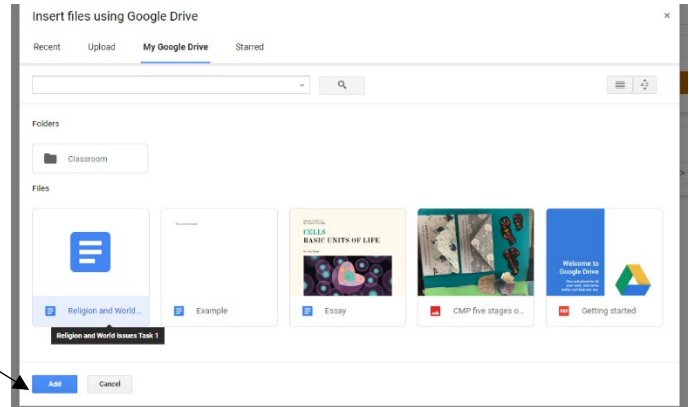 Insert files using Google Drive
×
Recent Upload My Google Drive Starred
Folders
Classroom
Files
CELLS
BASIC UNITS OF LIFE
Welcome to
Google Drive
Religion and World...
Example
Essay
CMP five stages o...
PDF
Getting started
Religion and World Issues Task 1
Add Cancel